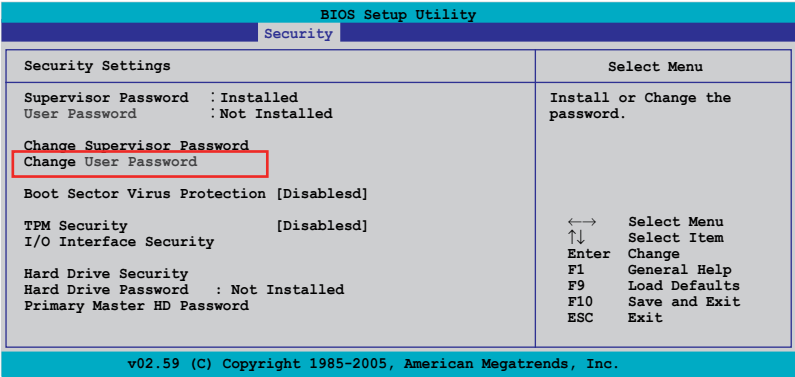 BIOS Setup Utility
Security
Security Settings
Select Menu
Supervisor Password : Installed
User Password : Not Installed
Change Supervisor Password
Change User Password
Boot Sector Virus Protection [Disablesd]
TPM Security [Disablesd]
I/O Interface Security
Hard Drive Security
Hard Drive Password : Not Installed
Primary Master HD Password
Install or Change the
password.
←→ Select Menu
↑↓ Select Item
Enter Change
F1 General Help
F9 Load Defaults
F10 Save and Exit
ESC Exit
v02.59 (C) Copyright 1985-2005, American Megatrends, Inc.